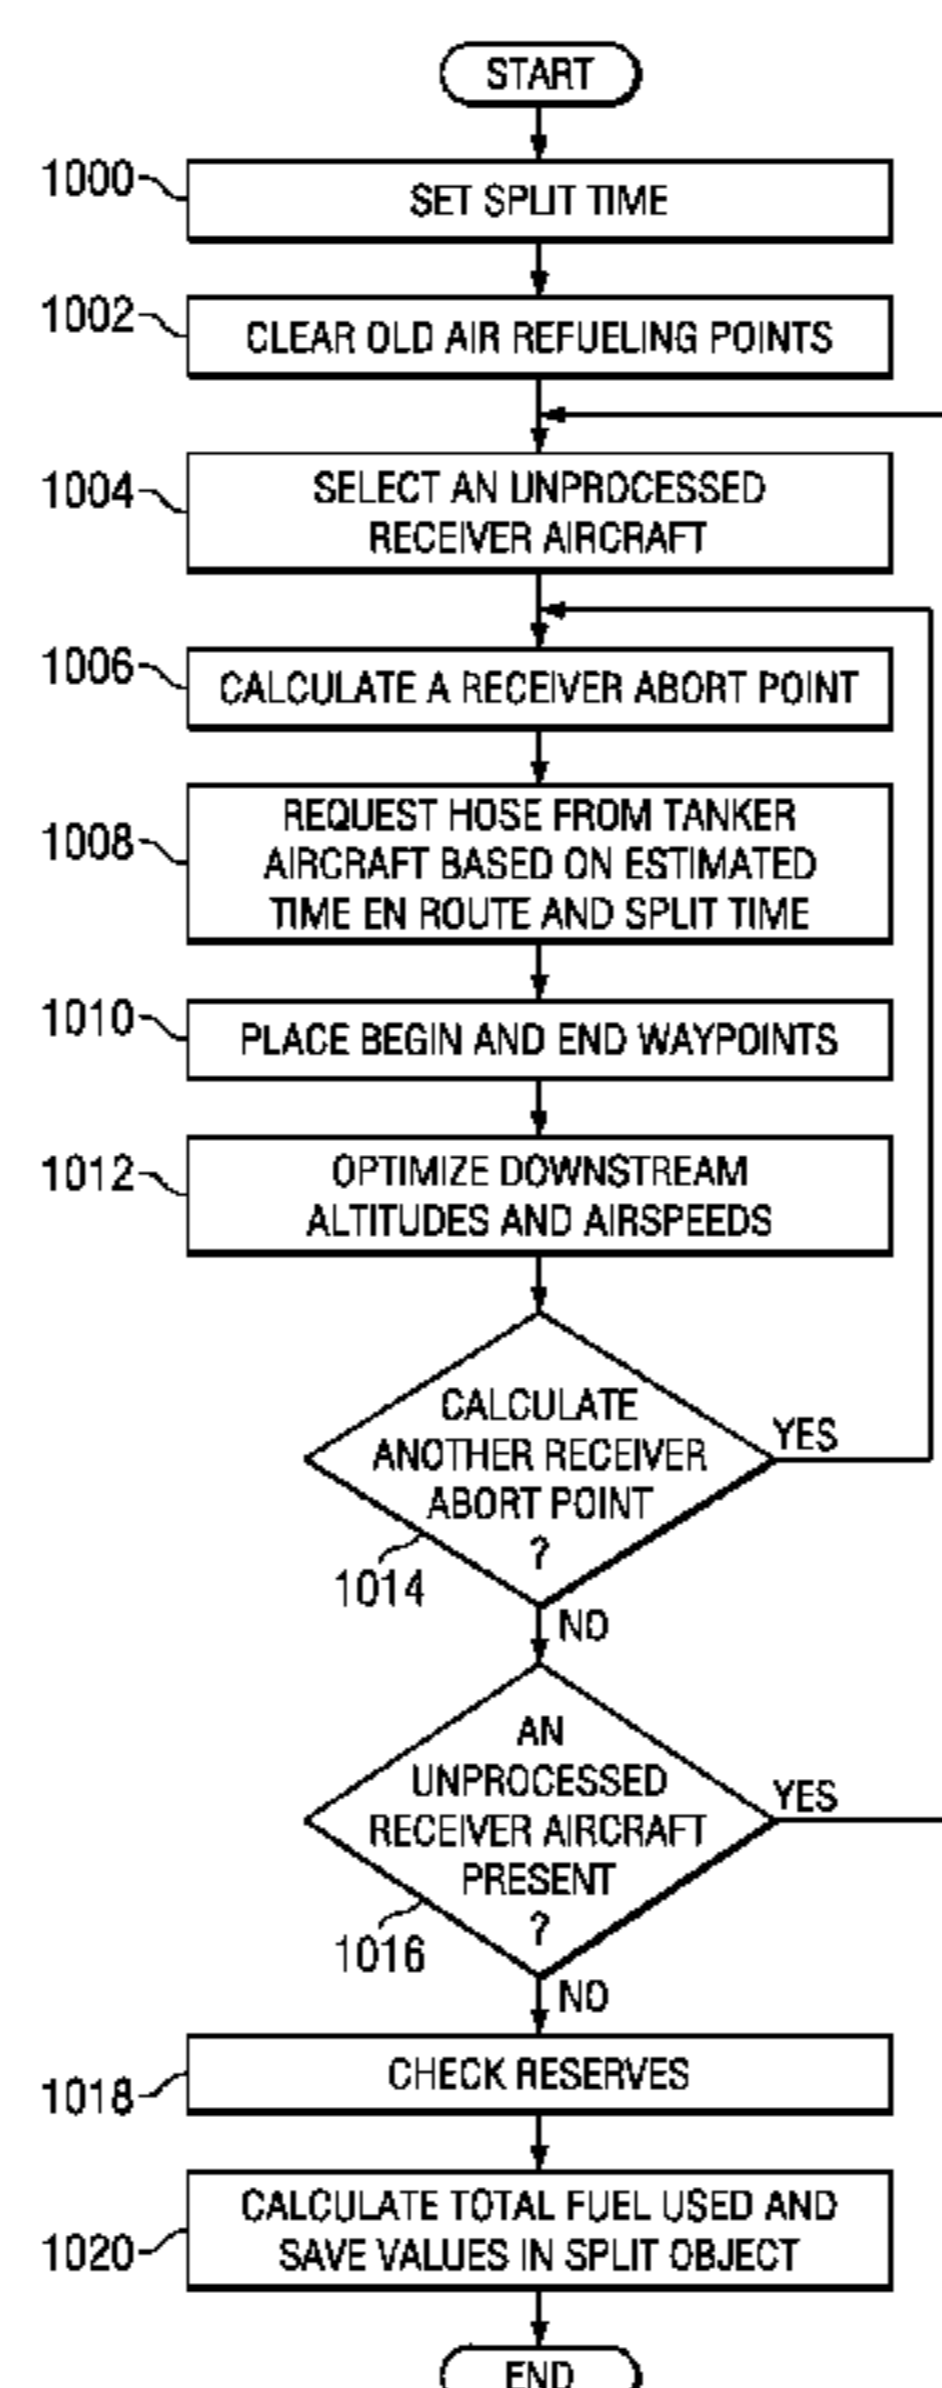 START
1000
SET SPLIT TIME
1002
CLEAR OLD AIR REFUELING POINTS
1004
SELECT AN UNPROCESSED
RECEIVER AIRCRAFT
1006
CALCULATE A RECEIVER ABORT POINT
1008
REQUEST HOSE FROM TANKER
AIRCRAFT BASED ON ESTIMATED
TIME EN ROUTE AND SPLIT TIME
1010
PLACE BEGIN AND END WAYPOINTS
1012
OPTIMIZE DOWNSTREAM
ALTITUDES AND AIRSPEEDS
CALCULATE
ANOTHER RECEIVER
ABORT POINT
?
YES
1014
NO
AN
UNPROCESSED
RECEIVER AIRCRAFT
PRESENT
?
YES
1016
NO
1018
CHECK RESERVES
1020
CALCULATE TOTAL FUEL USED AND
SAVE VALUES IN SPLIT OBJECT
END